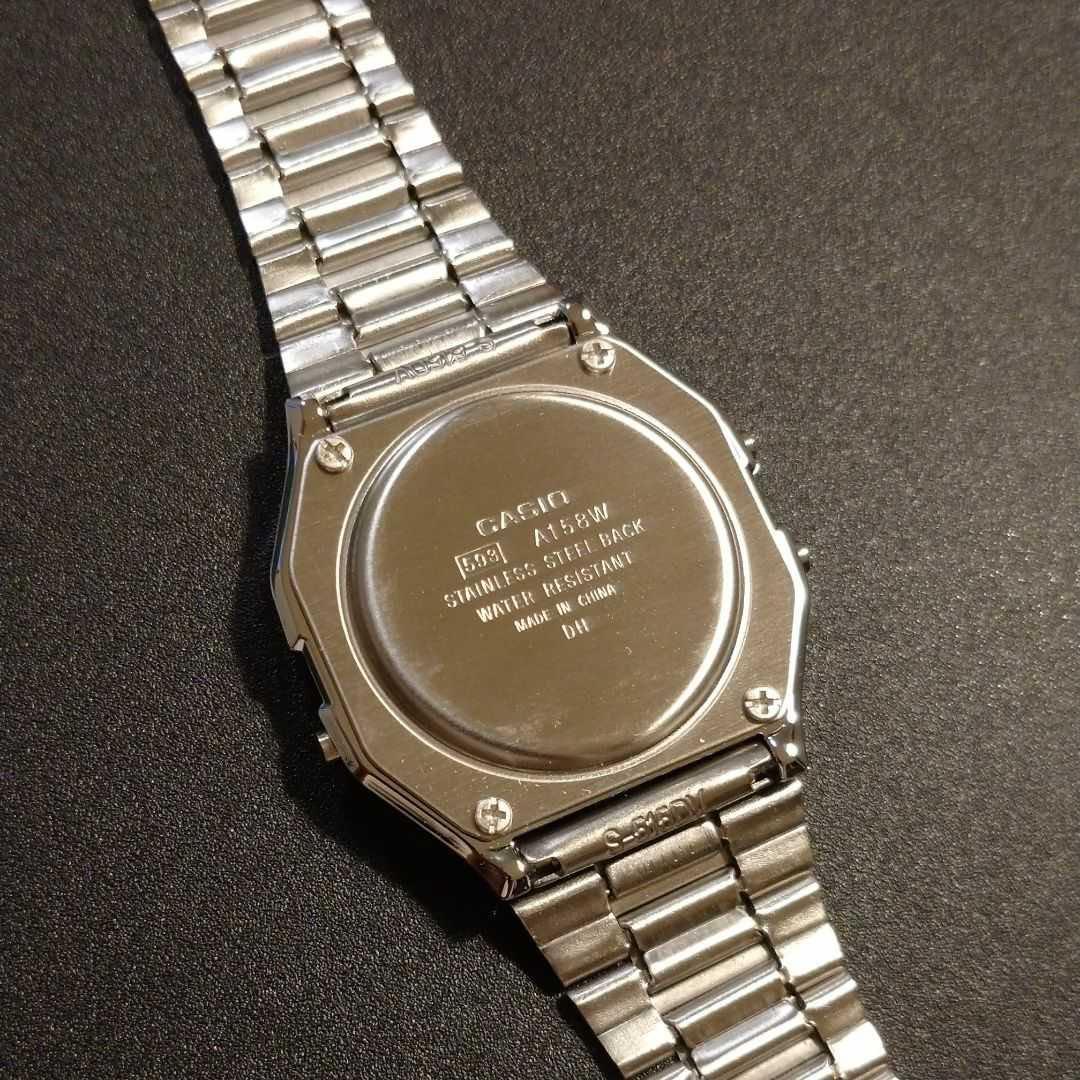 CASIO
593 A158W
STAINLESS STEEL BACK
WATER RESISTANT
MADE IN CHINA
DH